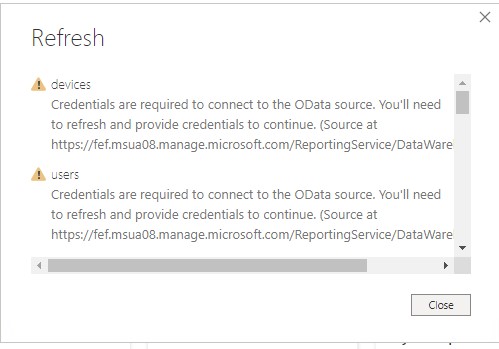 Refresh
devices
Credentials are required to connect to the OData source. You'll need
to refresh and provide credentials to continue. (Source at
https://fef.msua08.manage.microsoft.com/ReportingService/DataWare
users
Credentials are required to connect to the OData source. You'll need
to refresh and provide credentials to continue. (Source at
https://fef.msua08.manage.microsoft.com/ReportingService/DataWare
Close